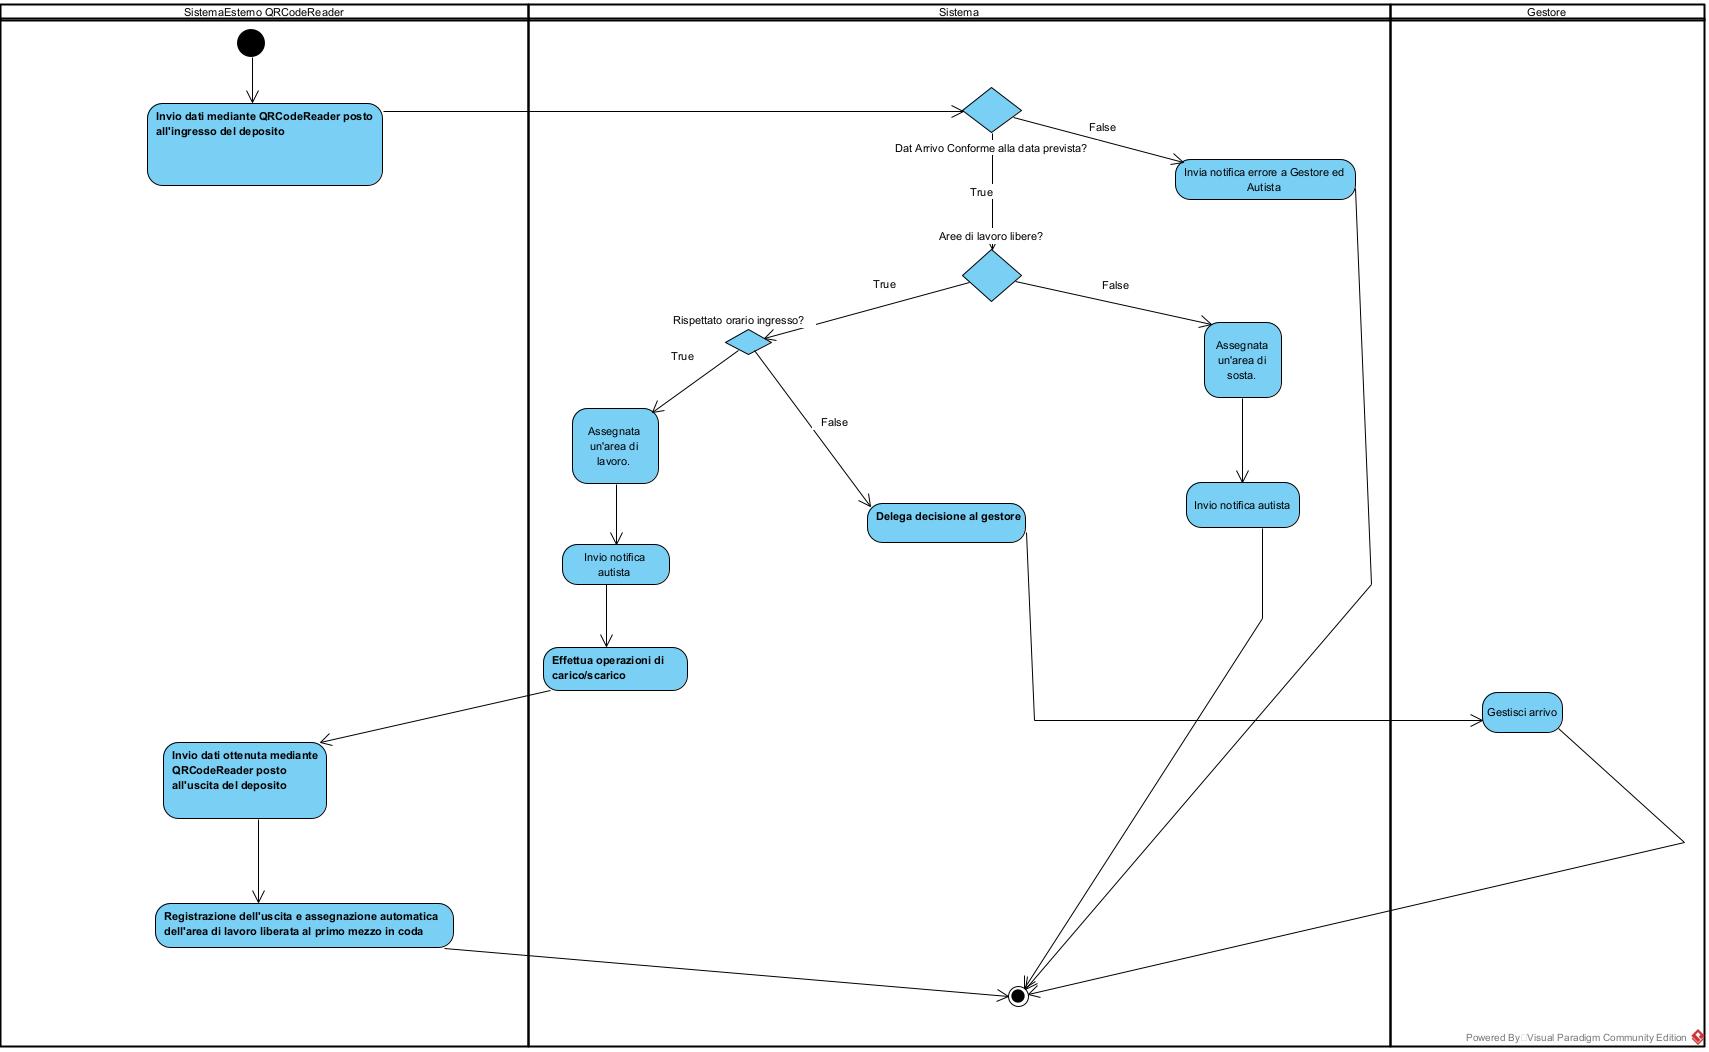 SistemaEsterno QRCodeReader
Sistema
Gestore
Invio dati mediante QRCodeReader posto
all'ingresso del deposito
False
Dat Arrivo Conforme alla data prevista?
Invia notifica errore a Gestore ed
Autista
True
Aree di lavoro libere?
True
False
Rispettato orario ingresso?
True
Assegnata
un'area di
sosta.
False
Assegnata
un'area di
lavoro.
Invio notifica autista
Delega decisione al gestore
Invio notifica
autista
Effettua operazioni di
carico/scarico
Gestisci arrivo
Invio dati ottenuta mediante
QRCodeReader posto
all'uscita del deposito
Registrazione dell'uscita e assegnazione automatica
dell'area di lavoro liberata al primo mezzo in coda
Powered By Visual Paradigm Community Edition